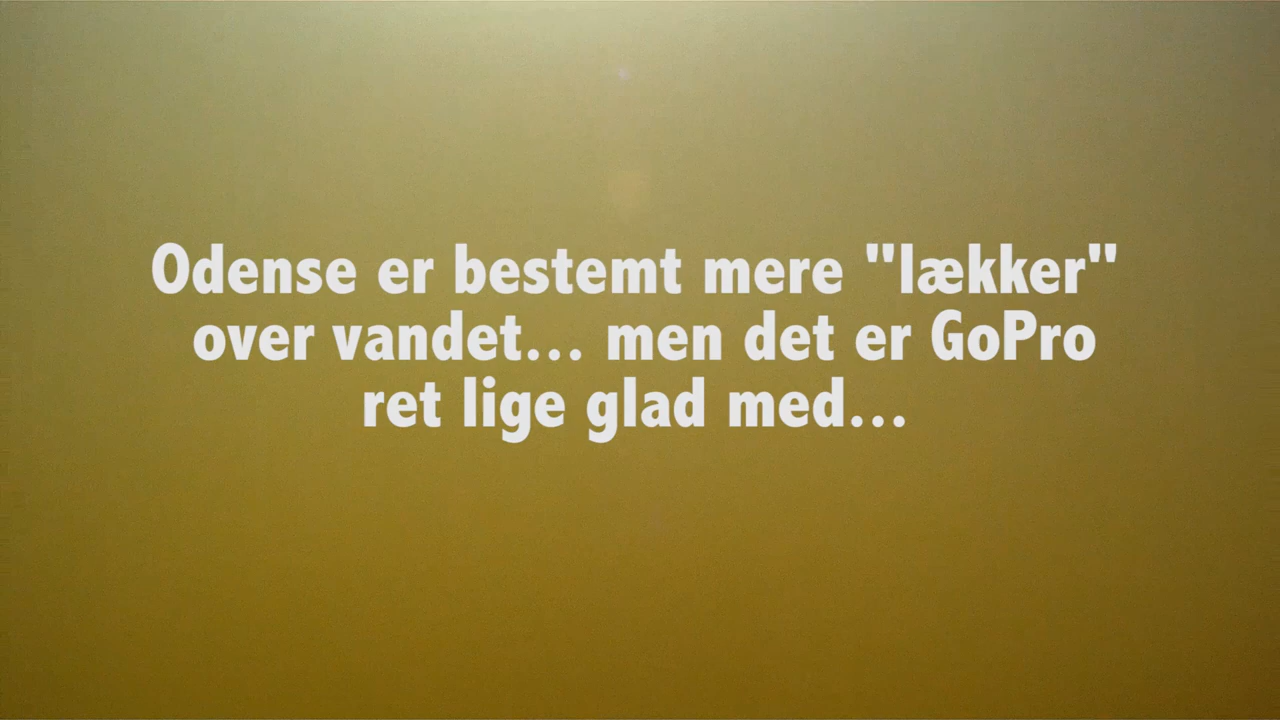 Odense er bestemt mere "lækker"
over vandet... men det er GoPro
ret lige glad med...